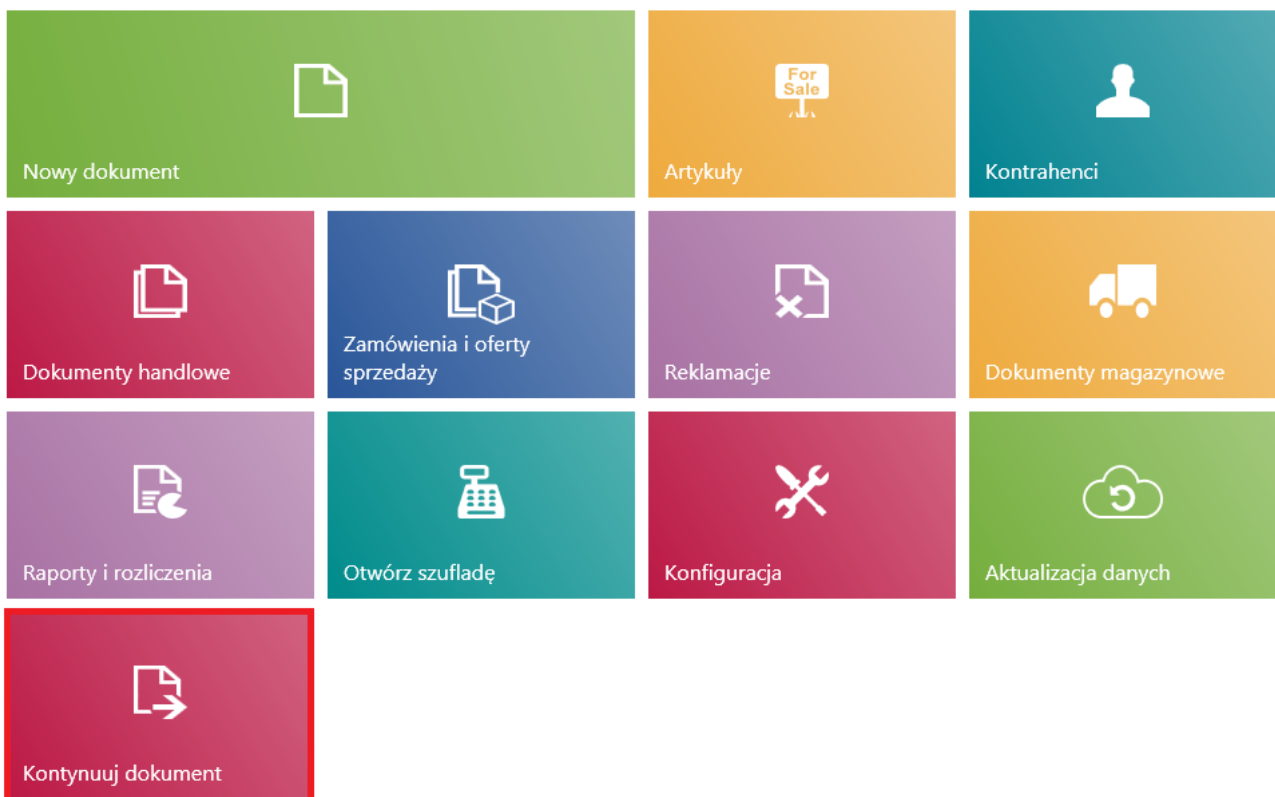 For
Sale
Nowy dokument
Artykuły
Kontrahenci
Dokumenty handlowe
Zamówienia i oferty
sprzedaży
Reklamacje
Dokumenty magazynowe
Raporty i rozliczenia
Otwórz szufladę
Konfiguracja
Aktualizacja danych
Kontynuuj dokument